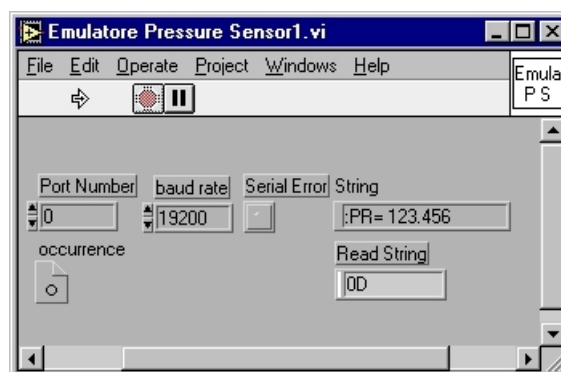 Emulatore Pressure Sensor1.vi
File Edit Operate Project Windows Help
Emula
P S
Port Number baud rate Serial Error String
0 19200 :PR= 123.456
occurrence Read String
0D